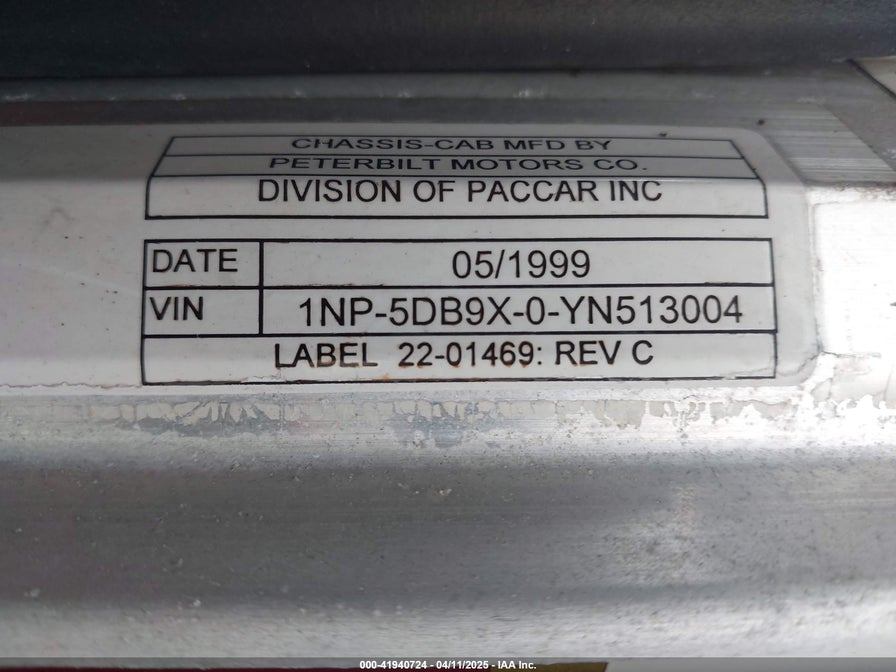 CHASSIS-CAB MFD BY
PETERBILT MOTORS CO.
DIVISION OF PACCAR INC
DATE 05/1999
VIN 1NP-5DB9X-0-YN513004
LABEL 22-01469: REV C
000-41940724 - 04/11/2025 - IAA Inc.